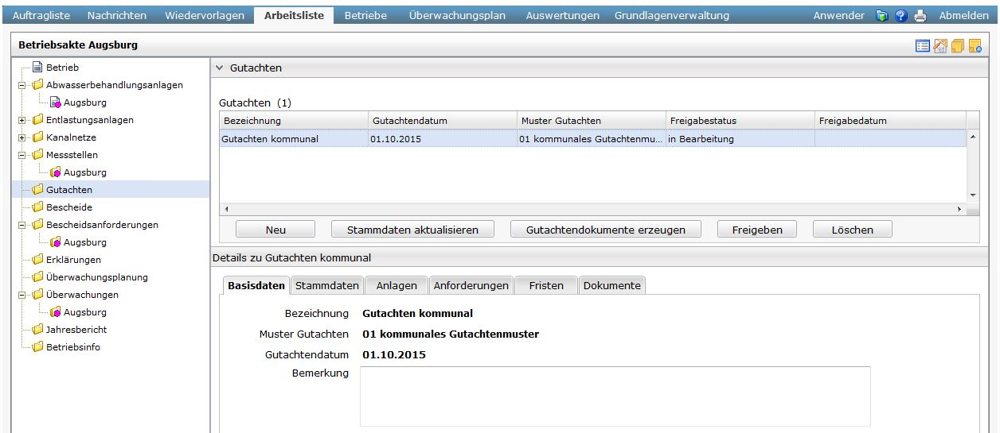 Auftragliste Nachrichten Wiedervorlagen Arbeitsliste Betriebe Überwachungsplan Auswertungen Grundlagenverwaltung Anwender Abmelden
Betriebsakte Augsburg
Betrieb
Abwasserbehandlungsanlagen
Augsburg
Entlastungsanlagen
Kanalnetze
Messstellen
Augsburg
Gutachten
Bescheide
Bescheidsanforderungen
Augsburg
Erklärungen
Überwachungsplanung
Überwachungen
Augsburg
Jahresbericht
Betriebsinfo
Gutachten
Gutachten (1)
Bezeichnung Gutachtendatum Muster Gutachten Freigabestatus Freigabedatum
Gutachten kommunal 01.10.2015 01 kommunales Gutachtenmu... in Bearbeitung
Neu Stammdaten aktualisieren Gutachtendokumente erzeugen Freigeben Löschen
Details zu Gutachten kommunal
Basisdaten Stammdaten Anlagen Anforderungen Fristen Dokumente
Bezeichnung Gutachten kommunal
Muster Gutachten 01 kommunales Gutachtenmuster
Gutachtendatum 01.10.2015
Bemerkung